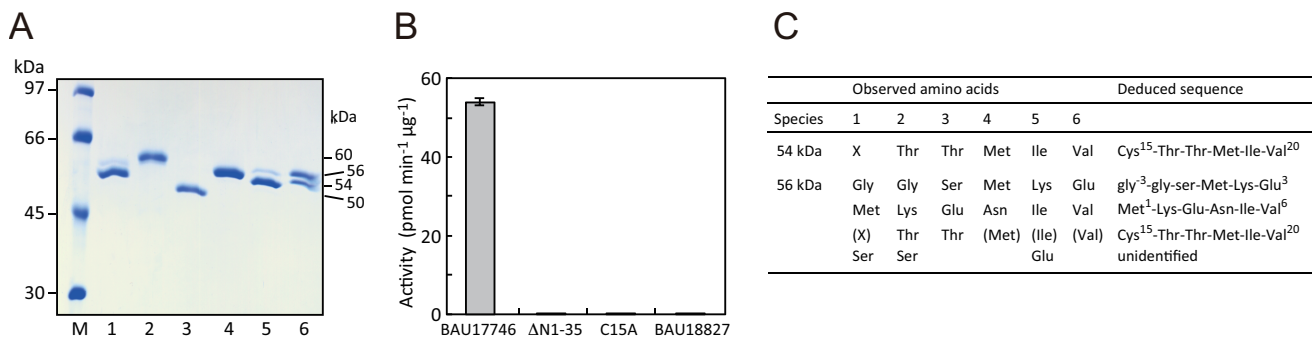 A
kDa
97
66
45
30
M 1 2 3 4 5 6
kDa
60
56
54
50
B
Activity (pmol min⁻¹ µg⁻¹)
60
40
20
0
BAU17746 ΔN1-35 C15A BAU18827
C
Observed amino acids Deduced sequence
Species 1 2 3 4 5 6
54 kDa X Thr Thr Met Ile Val Cys¹⁵-Thr-Thr-Met-Ile-Val²⁰
56 kDa Gly Gly Ser Met Lys Glu gly⁻³-gly-ser-Met-Lys-Glu³
Met Lys Glu Asn Ile Val Met¹-Lys-Glu-Asn-Ile-Val⁶
(X) Thr Thr (Met) (Ile) (Val) Cys¹⁵-Thr-Thr-Met-Ile-Val²⁰
Ser Ser Glu unidentified